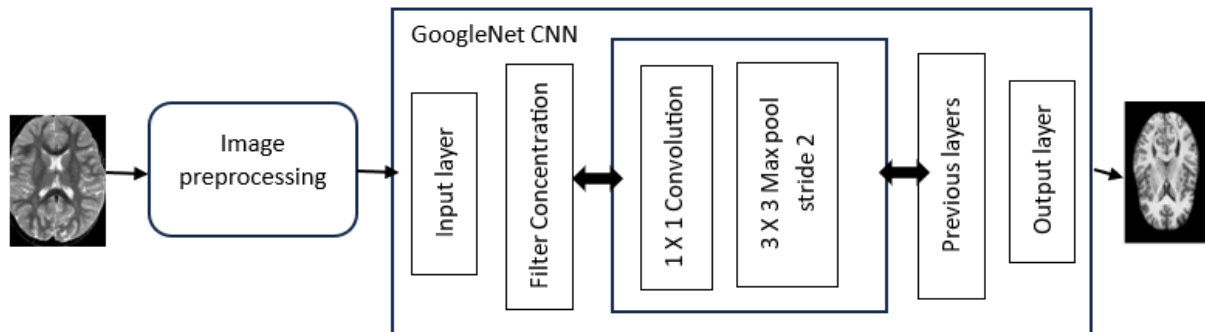 GoogleNet CNN
Image
preprocessing
Input layer
Filter Concentration
1 X 1 Convolution
3 X 3 Max pool
stride 2
Previous layers
Output layer